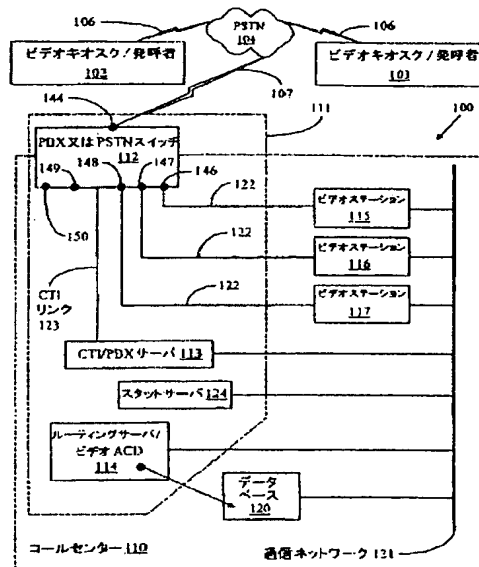 106
PSTN
104
106
ビデオキオスク/発呼者
102
ビデオキオスク/発呼者
101
107
144
111
100
PDX又はPSTNスイッチ
112
149
148
147
146
150
122
ビデオステーション
115
122
ビデオステーション
116
122
ビデオステーション
117
CTI
リンク
123
CTI/PDXサーバ 113
スタットサーバ 124
ルーティングサーバ/
ビデオ ACD
114
データ
ベース
120
コールセンター 110
通信ネットワーク 121